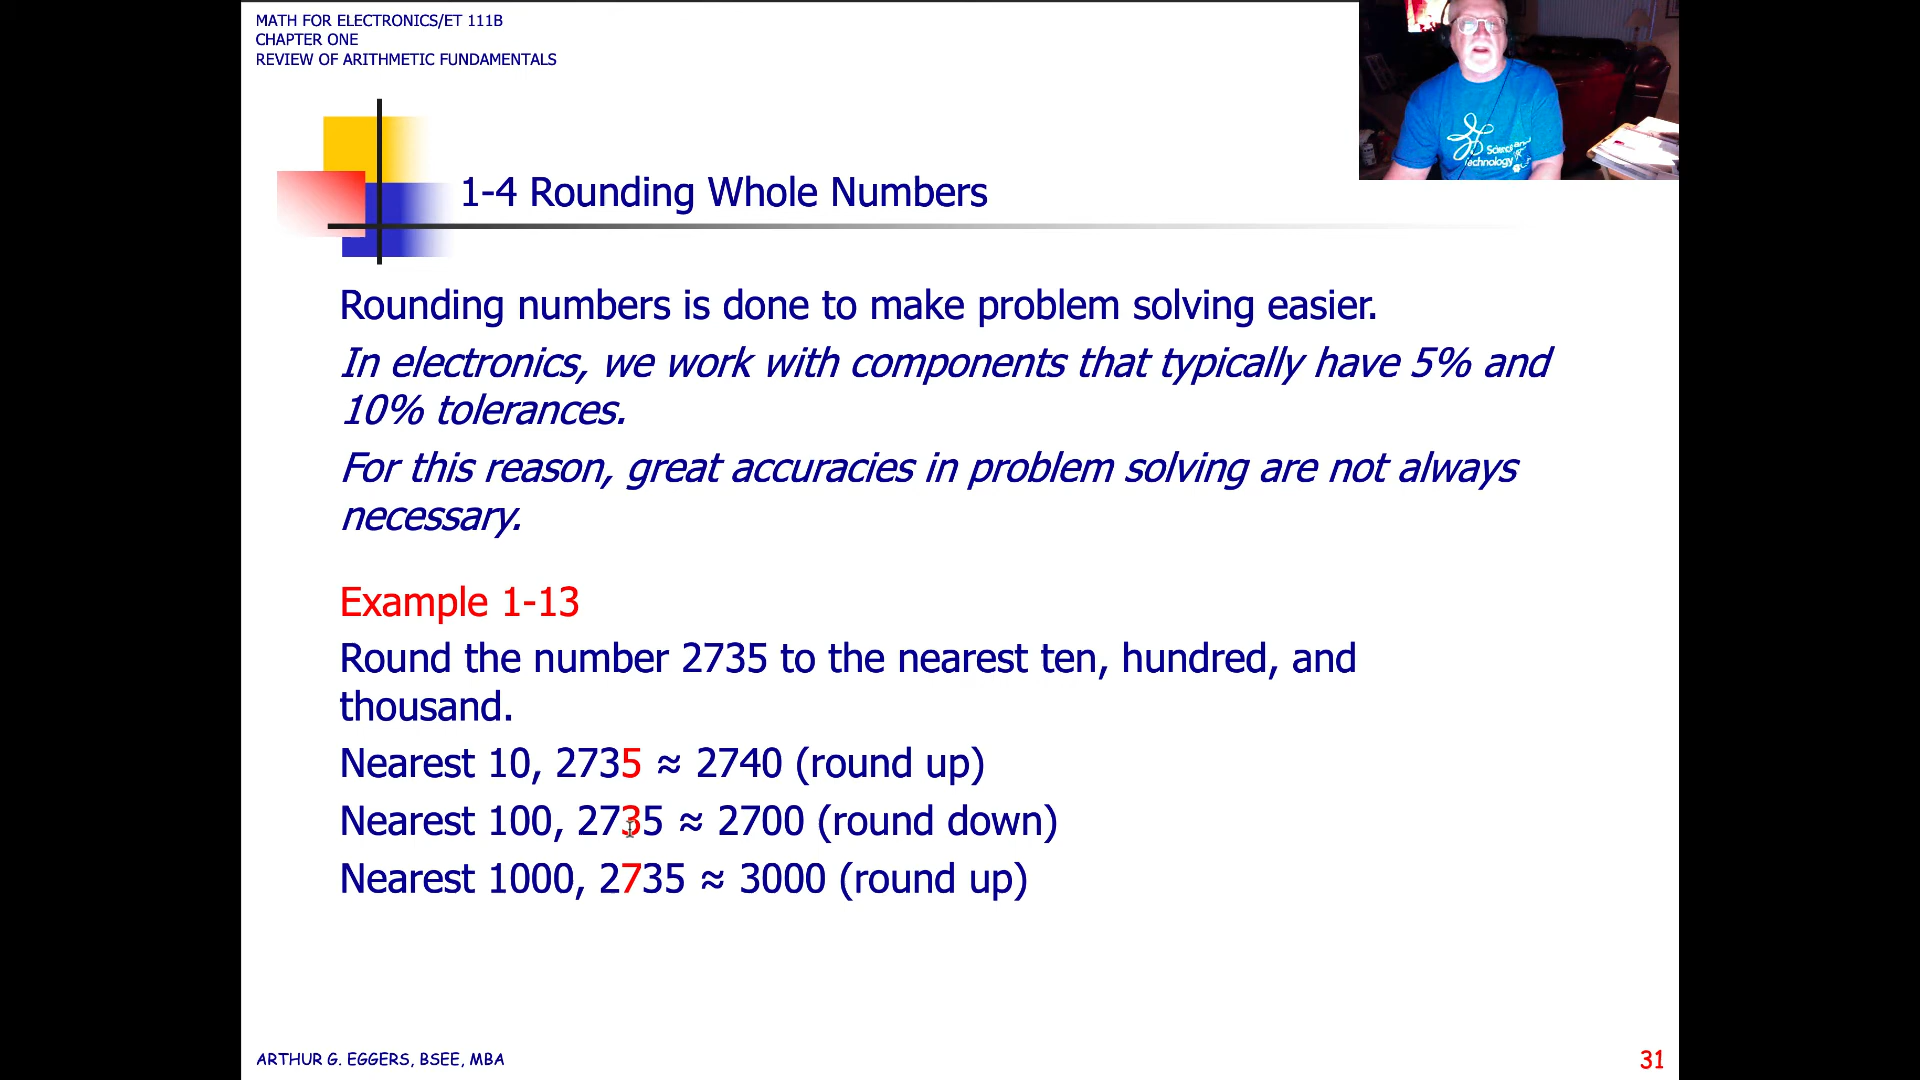 MATH FOR ELECTRONICS/ET 111B
CHAPTER ONE
REVIEW OF ARITHMETIC FUNDAMENTALS
1-4 Rounding Whole Numbers
Science and
Technology
Rounding numbers is done to make problem solving easier.
In electronics, we work with components that typically have 5% and
10% tolerances.
For this reason, great accuracies in problem solving are not always
necessary.
Example 1-13
Round the number 2735 to the nearest ten, hundred, and
thousand.
Nearest 10, 2735 ≈ 2740 (round up)
Nearest 100, 2735 ≈ 2700 (round down)
Nearest 1000, 2735 ≈ 3000 (round up)
ARTHUR G. EGGERS, BSEE, MBA
31